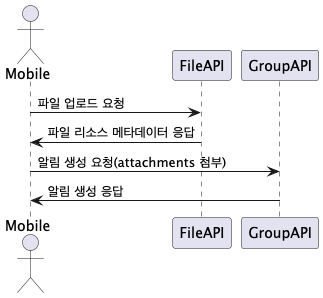 Mobile
FileAPI
GroupAPI
파일 업로드 요청
파일 리소스 메타데이터 응답
알림 생성 요청(attachments 첨부)
알림 생성 응답
Mobile
FileAPI
GroupAPI